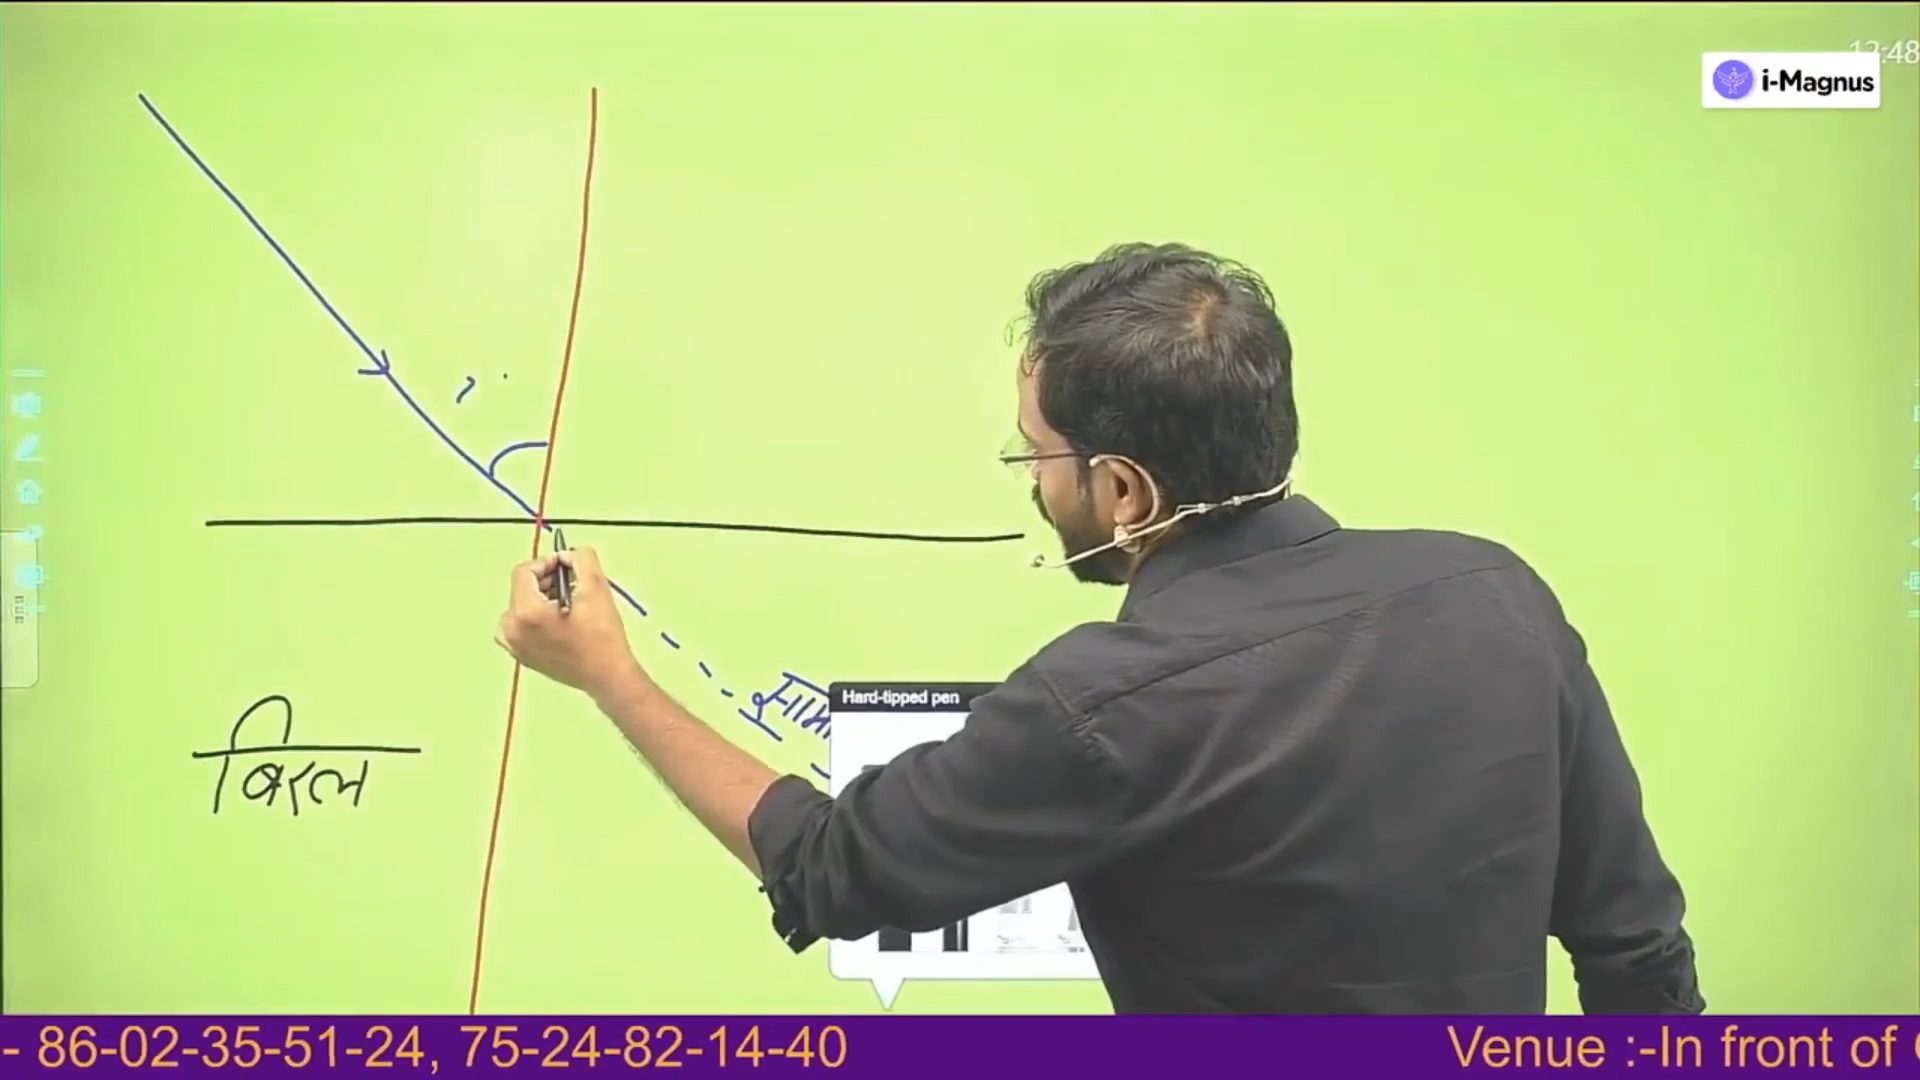 12:48
i-Magnus
Hard-tipped pen
विरल
- 86-02-35-51-24, 75-24-82-14-40
Venue :-In front of